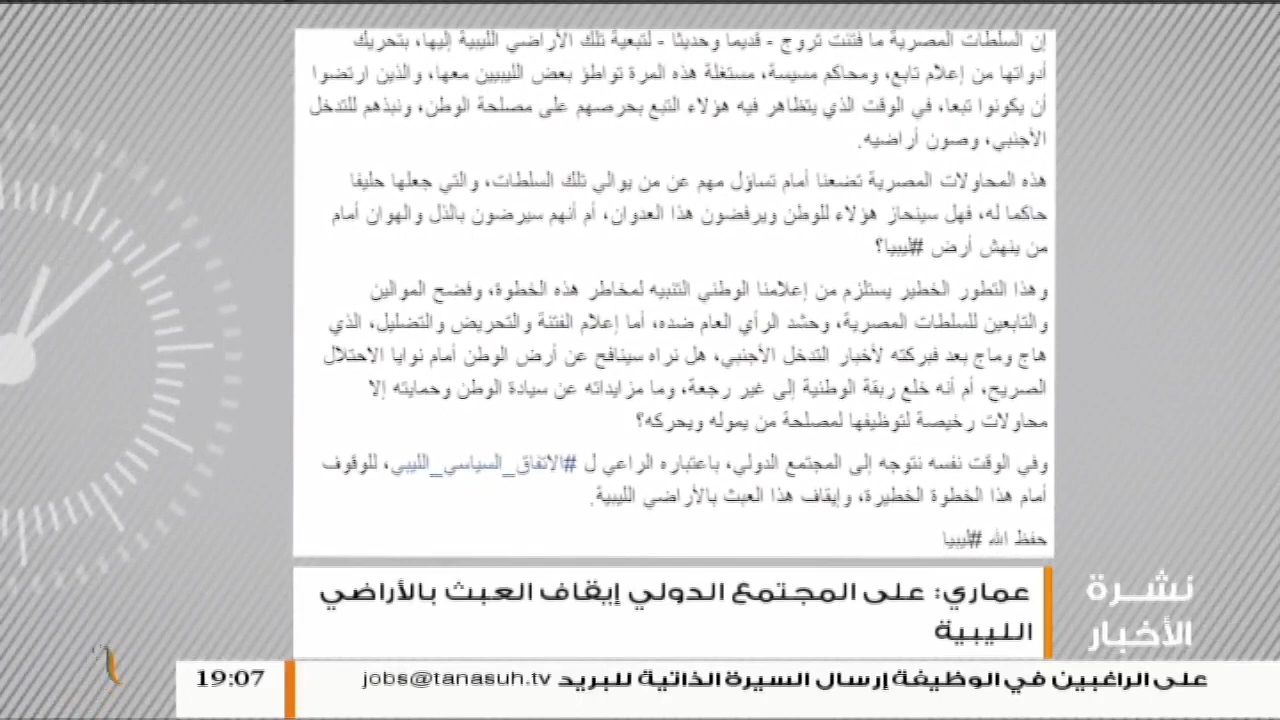 إن السلطات المصرية ما فتئت تروج - قديما وحديثا - لتبعية تلك الأراضي الليبية إليها، بتحريك
أدواتها من إعلام تابع، ومحاكم مسيسة، مستغلة هذه المرة تواطؤ بعض الليبيين معها، والذين ارتضوا
أن يكونوا تبعا، في الوقت الذي يتظاهر فيه هؤلاء التبع بحرصهم على مصلحة الوطن، ونبذهم للتدخل
الأجنبي، وصون أراضيه.
هذه المحاولات المصرية تضعنا أمام تساؤل مهم عن من يوالي تلك السلطات، والتي جعلها حليفا
حاكما له، فهل سينحاز هؤلاء للوطن ويرفضون هذا العدوان، أم أنهم سيرضون بالذل والهوان أمام
من ينهش أرض #ليبيا؟
وهذا التطور الخطير يستلزم من إعلامنا الوطني التنبيه لمخاطر هذه الخطوة، وفضح الموالين
والتابعين للسلطات المصرية، وحشد الرأي العام ضده، أما إعلام الفتنة والتحريض والتضليل، الذي
هاج وماج بعد فبركته لأخبار التدخل الأجنبي، هل نراه سينافح عن أرض الوطن أمام نوايا الاحتلال
الصريح، أم أنه خلع ربقة الوطنية إلى غير رجعة، وما مزايداته عن سيادة الوطن وحمايته إلا
محاولات رخيصة لتوظيفها لمصلحة من يموله ويحركه؟
وفي الوقت نفسه نتوجه إلى المجتمع الدولي، باعتباره الراعي ل #الاتفاق_السياسي_الليبي، للوقوف
أمام هذا الخطوة الخطيرة، وإيقاف هذا العبث بالأراضي الليبية.
حفظ الله #ليبيا
عماري: على المجتمع الدولي إيقاف العبث بالأراضي
الليبية
نشرة
الأخبار
على الراغبين في الوظيفة إرسال السيرة الذاتية للبريد jobs@tanasuh.tv
19:07